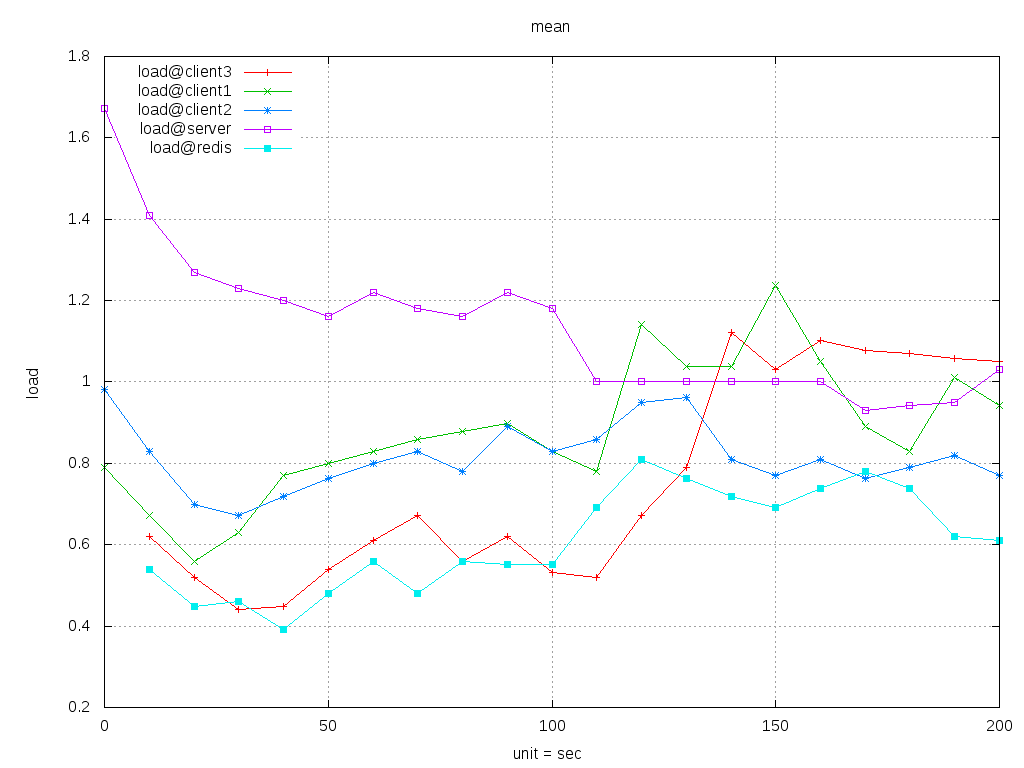 mean
load@client3
load@client1
load@client2
load@server
load@redis
1.8
1.6
1.4
1.2
1
0.8
0.6
0.4
0.2
load
0 50 100 150 200
unit = sec